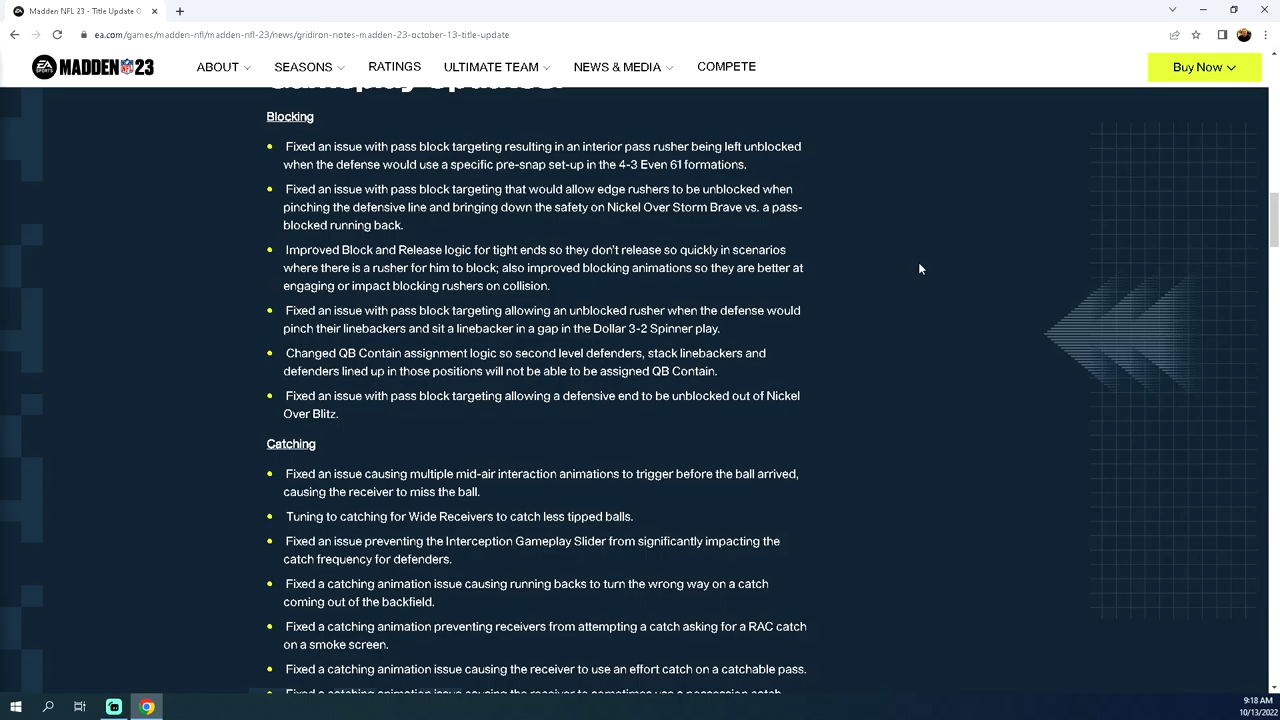 Madden NFL 23 - Title Update O
ea.com/games/madden-nfl/madden-nfl-23/news/gridiron-notes-madden-23-october-13-title-update
EA SPORTS MADDEN NFL 23 ABOUT SEASONS RATINGS ULTIMATE TEAM NEWS & MEDIA COMPETE Buy Now
Gameplay Updates:
Blocking
Fixed an issue with pass block targeting resulting in an interior pass rusher being left unblocked
when the defense would use a specific pre-snap set-up in the 4-3 Even 61 formations.
Fixed an issue with pass block targeting that would allow edge rushers to be unblocked when
pinching the defensive line and bringing down the safety on Nickel Over Storm Brave vs. a pass-
blocked running back.
Improved Block and Release logic for tight ends so they don't release so quickly in scenarios
where there is a rusher for him to block; also improved blocking animations so they are better at
engaging or impact blocking rushers on collision.
Fixed an issue with pass block targeting allowing an unblocked rusher when the defense would
pinch their linebackers and sit a linebacker in a gap in the Dollar 3-2 Spinner play.
Changed QB Contain assignment logic so second level defenders, stack linebackers and
defenders lined up in those positions will not be able to be assigned QB Contain.
Fixed an issue with pass block targeting allowing a defensive end to be unblocked out of Nickel
Over Blitz.
Catching
Fixed an issue causing multiple mid-air interaction animations to trigger before the ball arrived,
causing the receiver to miss the ball.
Tuning to catching for Wide Receivers to catch less tipped balls.
Fixed an issue preventing the Interception Gameplay Slider from significantly impacting the
catch frequency for defenders.
Fixed a catching animation issue causing running backs to turn the wrong way on a catch
coming out of the backfield.
Fixed a catching animation preventing receivers from attempting a catch asking for a RAC catch
on a smoke screen.
Fixed a catching animation issue causing the receiver to use an effort catch on a catchable pass.
Fixed a catching animation issue causing the receiver to sometimes use a possession catch
9:18 AM
10/13/2022